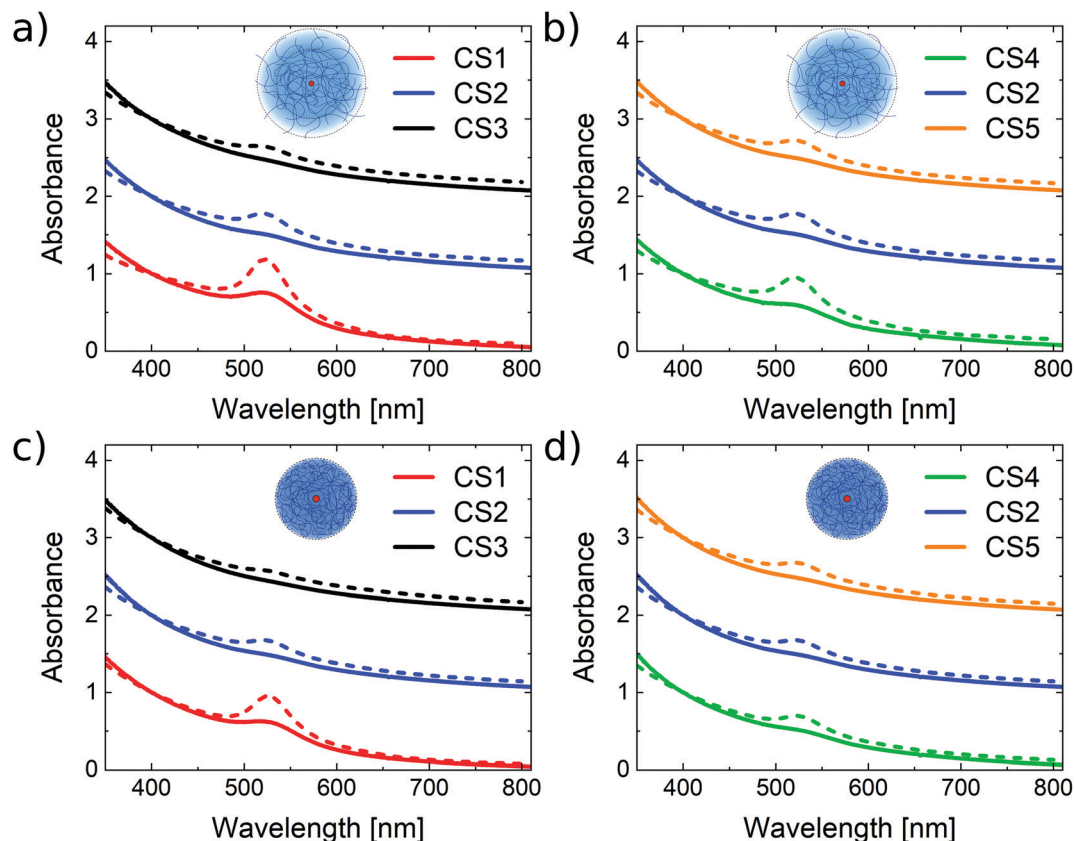 a)
4
3
2
1
0
Absorbance
CS1
CS2
CS3
400 500 600 700 800
Wavelength [nm]
b)
4
3
2
1
0
Absorbance
CS4
CS2
CS5
400 500 600 700 800
Wavelength [nm]
c)
4
3
2
1
0
Absorbance
CS1
CS2
CS3
400 500 600 700 800
Wavelength [nm]
d)
4
3
2
1
0
Absorbance
CS4
CS2
CS5
400 500 600 700 800
Wavelength [nm]